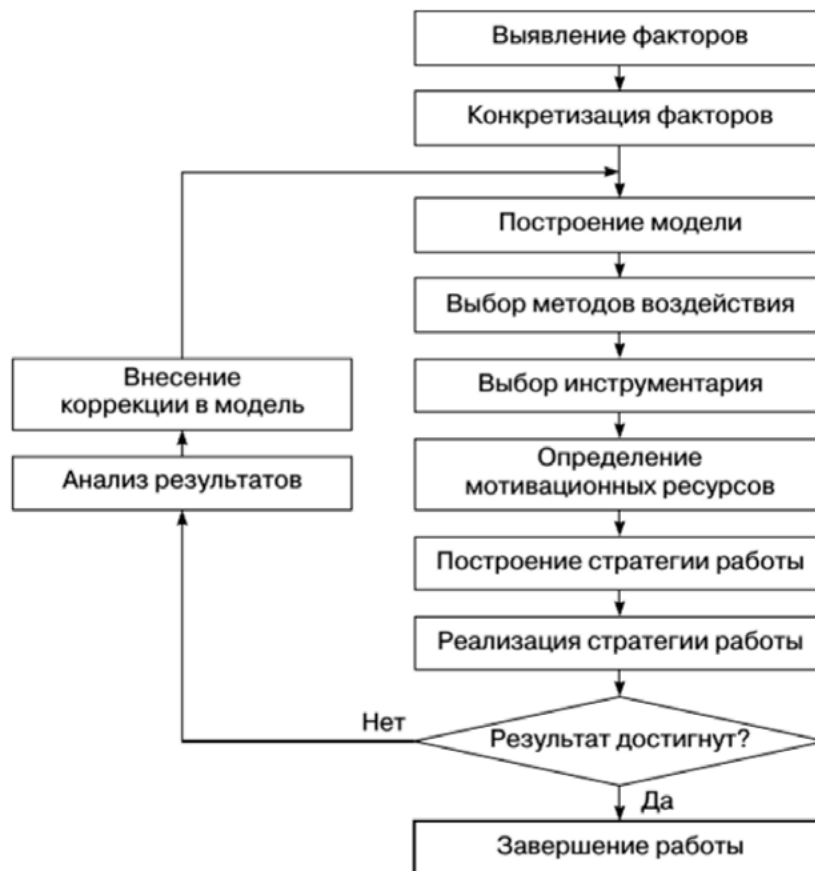 Выявление факторов
Конкретизация факторов
Построение модели
Выбор методов воздействия
Внесение
коррекции в модель
Выбор инструментария
Анализ результатов
Определение
мотивационных ресурсов
Построение стратегии работы
Реализация стратегии работы
Нет
Результат достигнут?
Да
Завершение работы